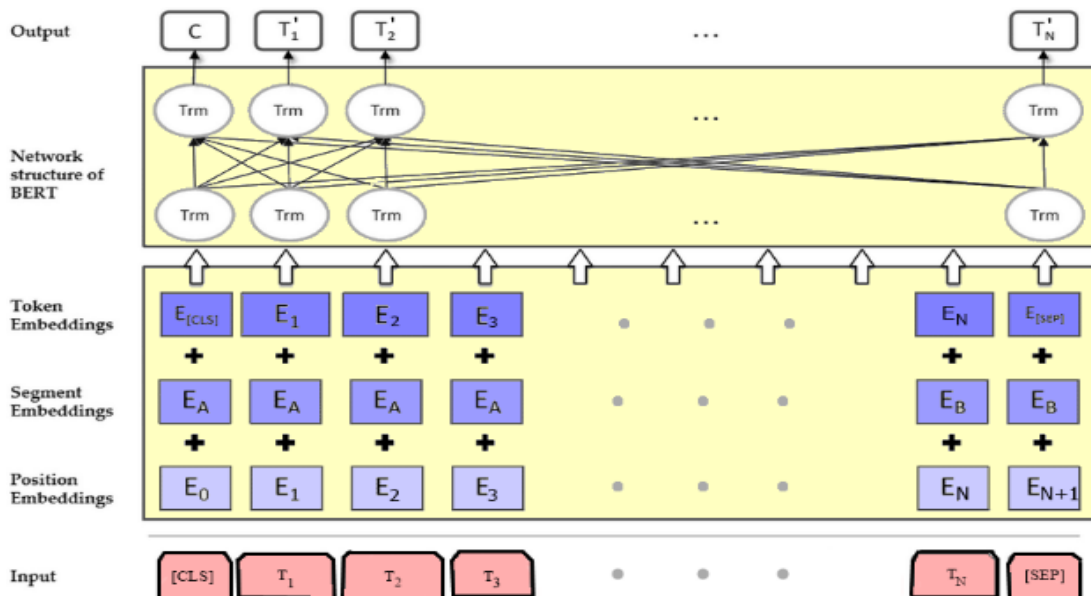 Output C T'₁ T'₂ ... T'N
Trm Trm Trm ... Trm
Network
structure of
BERT
Trm Trm Trm ... Trm
Token
Embeddings
E[CLS] E₁ E₂ E₃ EN E[SEP]
+ + + + + +
Segment
Embeddings
EA EA EA EA EB EB
+ + + + + +
Position
Embeddings
E₀ E₁ E₂ E₃ EN EN+1
Input [CLS] T₁ T₂ T₃ TN [SEP]